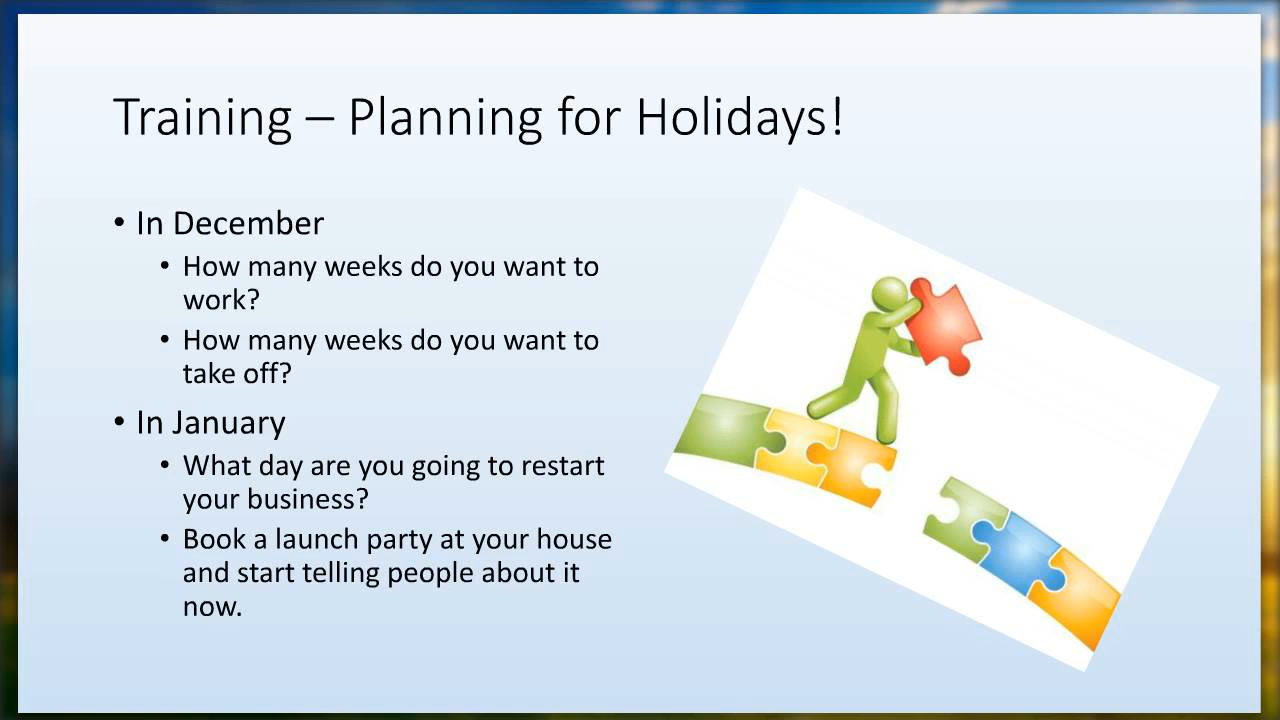 Training – Planning for Holidays!
• In December
• How many weeks do you want to
work?
• How many weeks do you want to
take off?
• In January
• What day are you going to restart
your business?
• Book a launch party at your house
and start telling people about it
now.